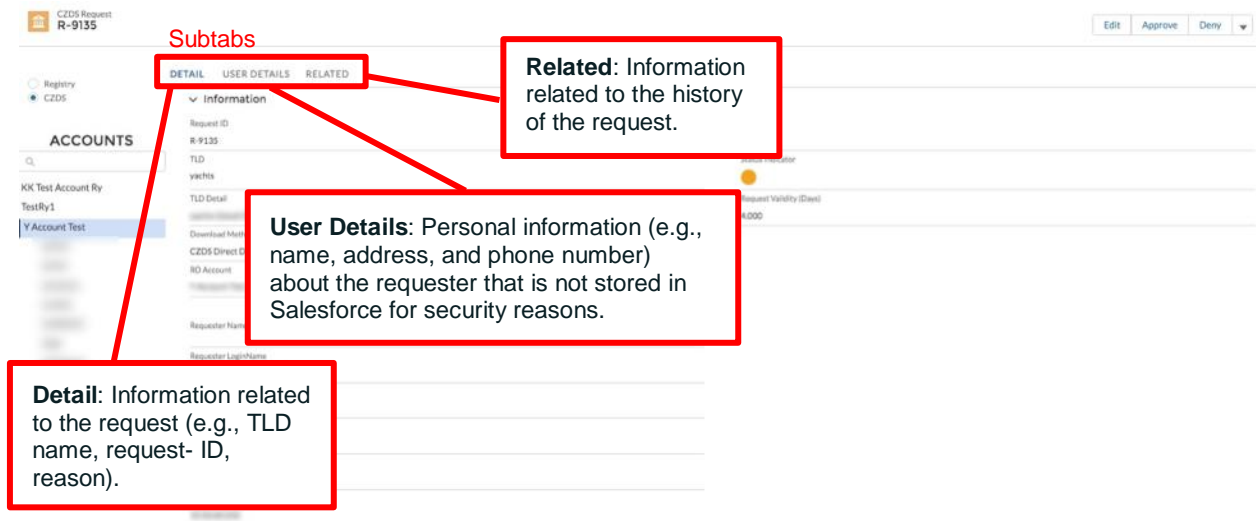 CZDS Request
R-9135
Edit
Approve
Deny
Subtabs
DETAIL
USER DETAILS
RELATED
Related: Information
related to the history
of the request.
Registry
CZDS
Information
Request ID
R-9135
ACCOUNTS
TLD
yachts
Status Indicator
KK Test Account Ry
TestRy1
Y Account Test
TLD Detail
Request Validity (Days)
4,000
User Details: Personal information (e.g.,
name, address, and phone number)
about the requester that is not stored in
Salesforce for security reasons.
Download
CZDS Direct
RO Account
Requester Name
Requester LoginName
Detail: Information related
to the request (e.g., TLD
name, request- ID,
reason).